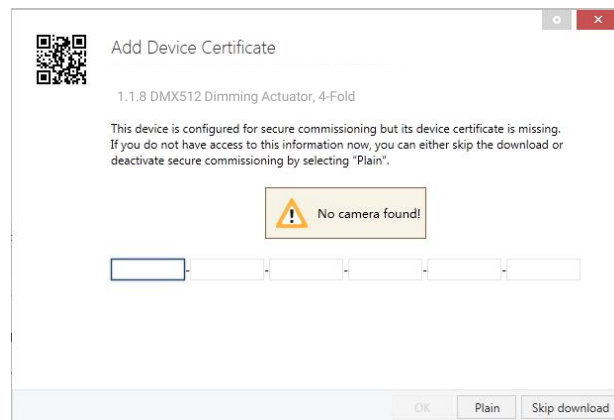 Add Device Certificate
1.1.8 DMX512 Dimming Actuator, 4-Fold
This device is configured for secure commissioning but its device certificate is missing.
If you do not have access to this information now, you can either skip the download or
deactivate secure commissioning by selecting "Plain".
No camera found!
- - - - -
OK Plain Skip download